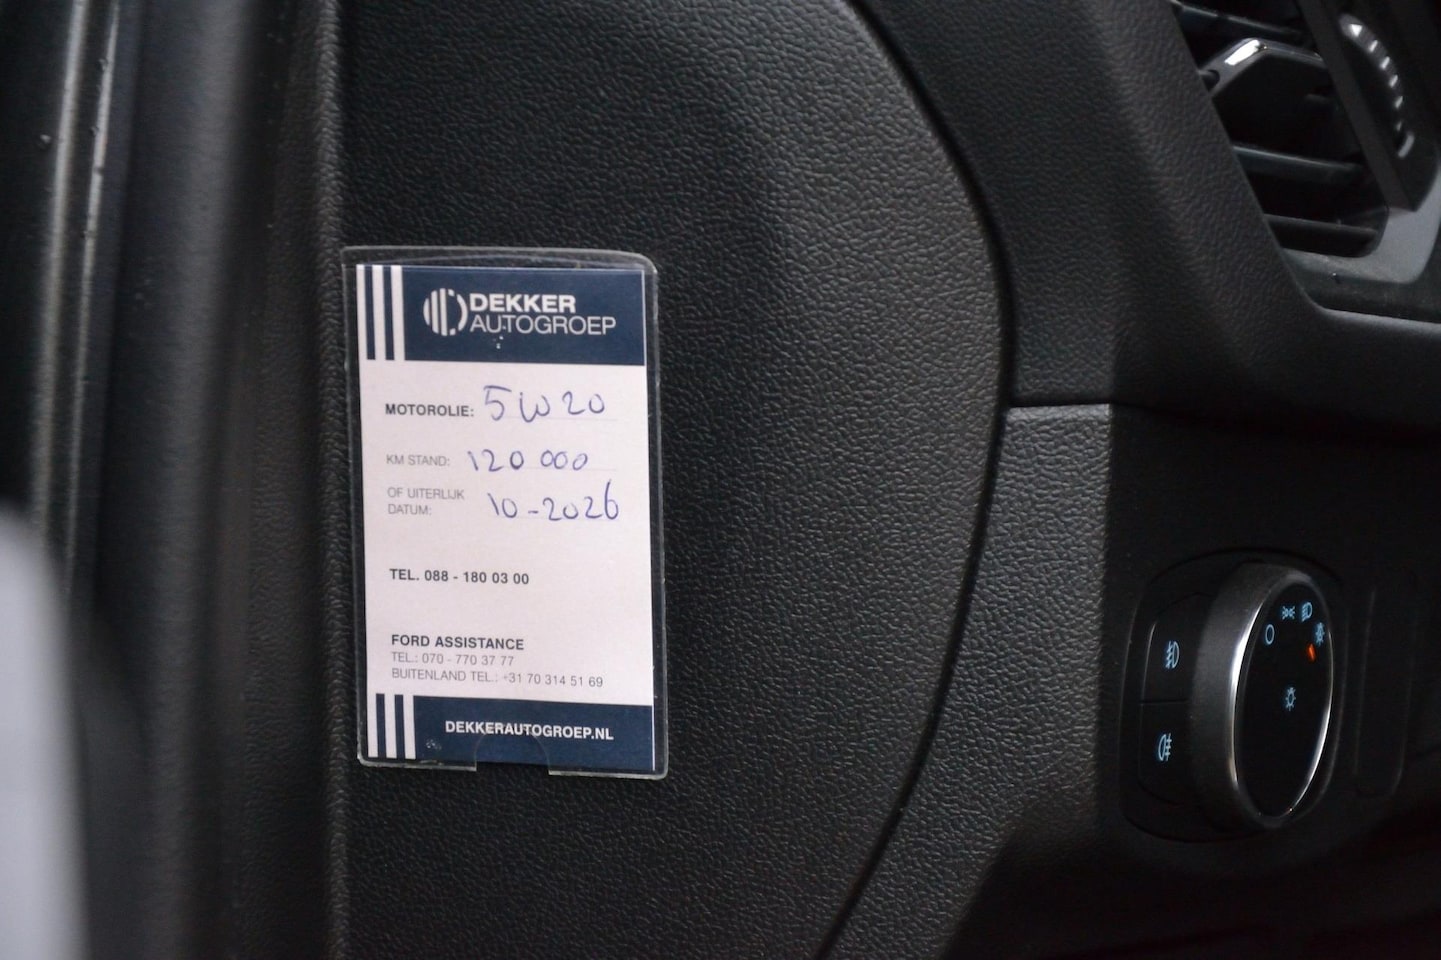 DEKKER
AUTOGROEP
MOTOROLIE: 5W20
KM STAND: 120 000
OF UITERLIJK
DATUM: 10-2026
TEL. 088 - 180 03 00
FORD ASSISTANCE
TEL.: 070 - 770 37 77
BUITENLAND TEL.: +31 70 314 51 69
DEKKERAUTOGROEP.NL